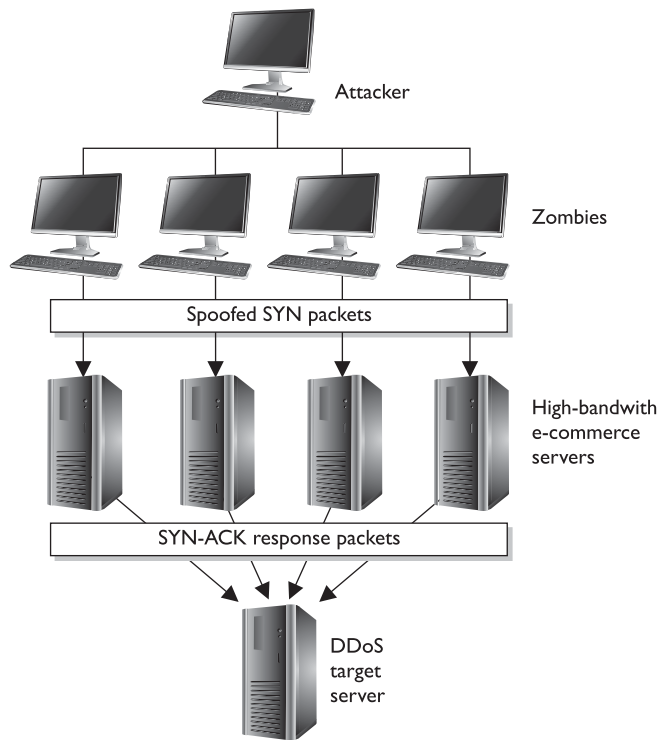 Attacker
Zombies
Spoofed SYN packets
High-bandwith
e-commerce
servers
SYN-ACK response packets
DDoS
target
server